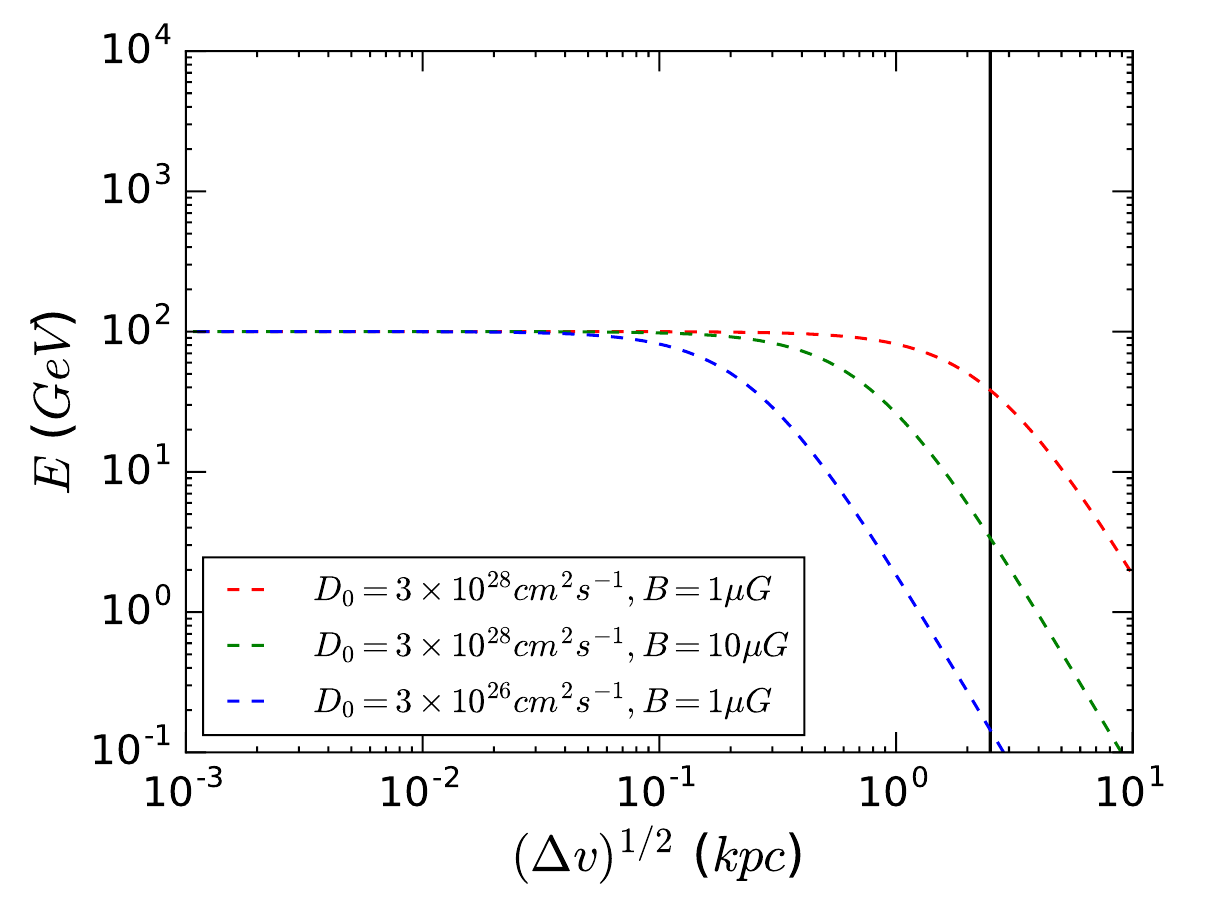 10^4
10^3
10^2
10^1
10^0
10^-1
E (GeV)
D_0 = 3 × 10^28 cm^2 s^−1, B = 1μG
D_0 = 3 × 10^28 cm^2 s^−1, B = 10μG
D_0 = 3 × 10^26 cm^2 s^−1, B = 1μG
10^-3 10^-2 10^-1 10^0 10^1
(Δv)^1/2 (kpc)